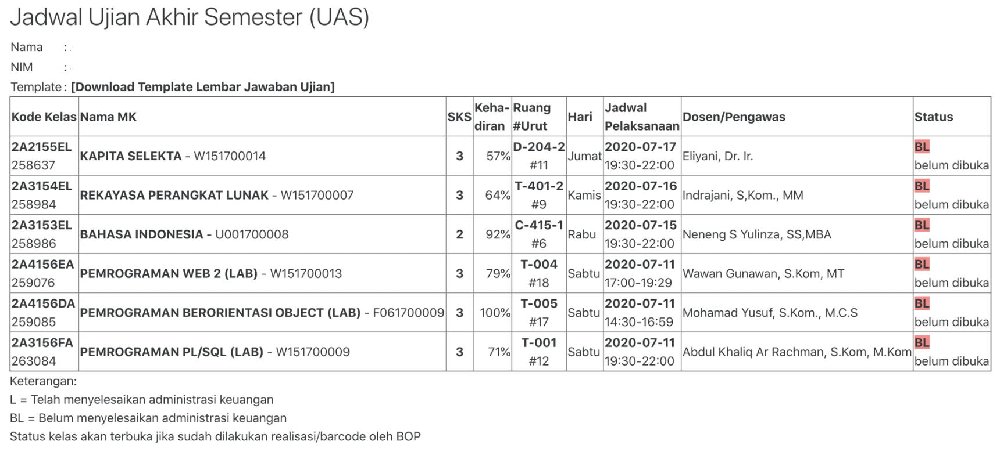 Jadwal Ujian Akhir Semester (UAS)
Nama :
NIM :
Template : [Download Template Lembar Jawaban Ujian]
Kode Kelas Nama MK SKS Keha-diran Ruang #Urut Hari Jadwal Pelaksanaan Dosen/Pengawas Status
2A2155EL 258637 KAPITA SELEKTA - W151700014 3 57% D-204-2 #11 Jumat 2020-07-17 19:30-22:00 Eliyani, Dr. Ir. BL belum dibuka
2A3154EL 258984 REKAYASA PERANGKAT LUNAK - W151700007 3 64% T-401-2 #9 Kamis 2020-07-16 19:30-22:00 Indrajani, S,Kom., MM BL belum dibuka
2A3153EL 258986 BAHASA INDONESIA - U001700008 2 92% C-415-1 #6 Rabu 2020-07-15 19:30-22:00 Neneng S Yulinza, SS,MBA BL belum dibuka
2A4156EA 259076 PEMROGRAMAN WEB 2 (LAB) - W151700013 3 79% T-004 #18 Sabtu 2020-07-11 17:00-19:29 Wawan Gunawan, S.Kom, MT BL belum dibuka
2A4156DA 259085 PEMROGRAMAN BERORIENTASI OBJECT (LAB) - F061700009 3 100% T-005 #17 Sabtu 2020-07-11 14:30-16:59 Mohamad Yusuf, S.Kom., M.C.S BL belum dibuka
2A3156FA 263084 PEMROGRAMAN PL/SQL (LAB) - W151700009 3 71% T-001 #12 Sabtu 2020-07-11 19:30-22:00 Abdul Khaliq Ar Rachman, S.Kom, M.Kom BL belum dibuka
Keterangan:
L = Telah menyelesaikan administrasi keuangan
BL = Belum menyelesaikan administrasi keuangan
Status kelas akan terbuka jika sudah dilakukan realisasi/barcode oleh BOP